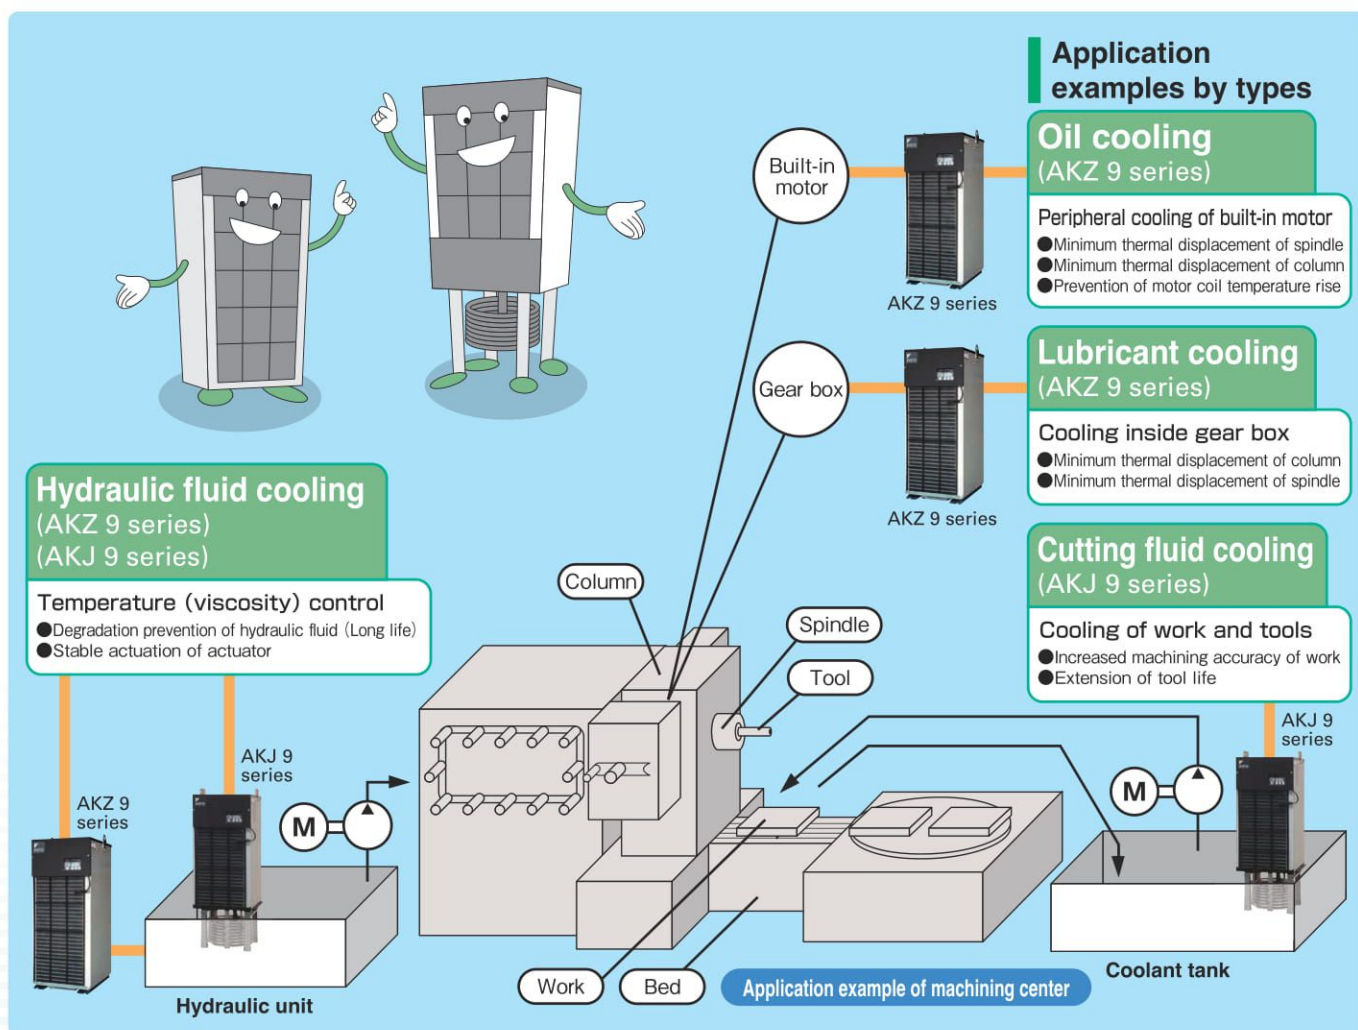 Application
examples by types
Oil cooling
(AKZ 9 series)
Peripheral cooling of built-in motor
●Minimum thermal displacement of spindle
●Minimum thermal displacement of column
●Prevention of motor coil temperature rise
Built-in
motor
AKZ 9 series
Lubricant cooling
(AKZ 9 series)
Cooling inside gear box
●Minimum thermal displacement of column
●Minimum thermal displacement of spindle
Gear box
AKZ 9 series
Hydraulic fluid cooling
(AKZ 9 series)
(AKJ 9 series)
Temperature (viscosity) control
●Degradation prevention of hydraulic fluid (Long life)
●Stable actuation of actuator
Cutting fluid cooling
(AKJ 9 series)
Cooling of work and tools
●Increased machining accuracy of work
●Extension of tool life
Column
Spindle
Tool
AKJ 9
series
AKZ 9
series
M
AKJ 9
series
M
Hydraulic unit
Work
Bed
Application example of machining center
Coolant tank